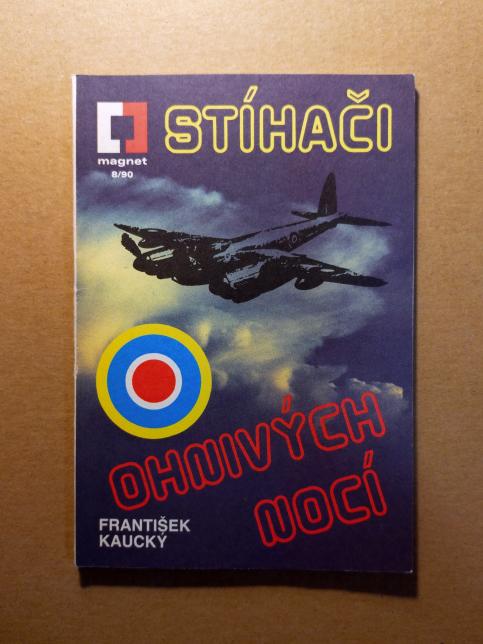 magnet
8/90
STÍHAČI
OHNIVÝCH
NOCÍ
FRANTIŠEK
KAUCKÝ